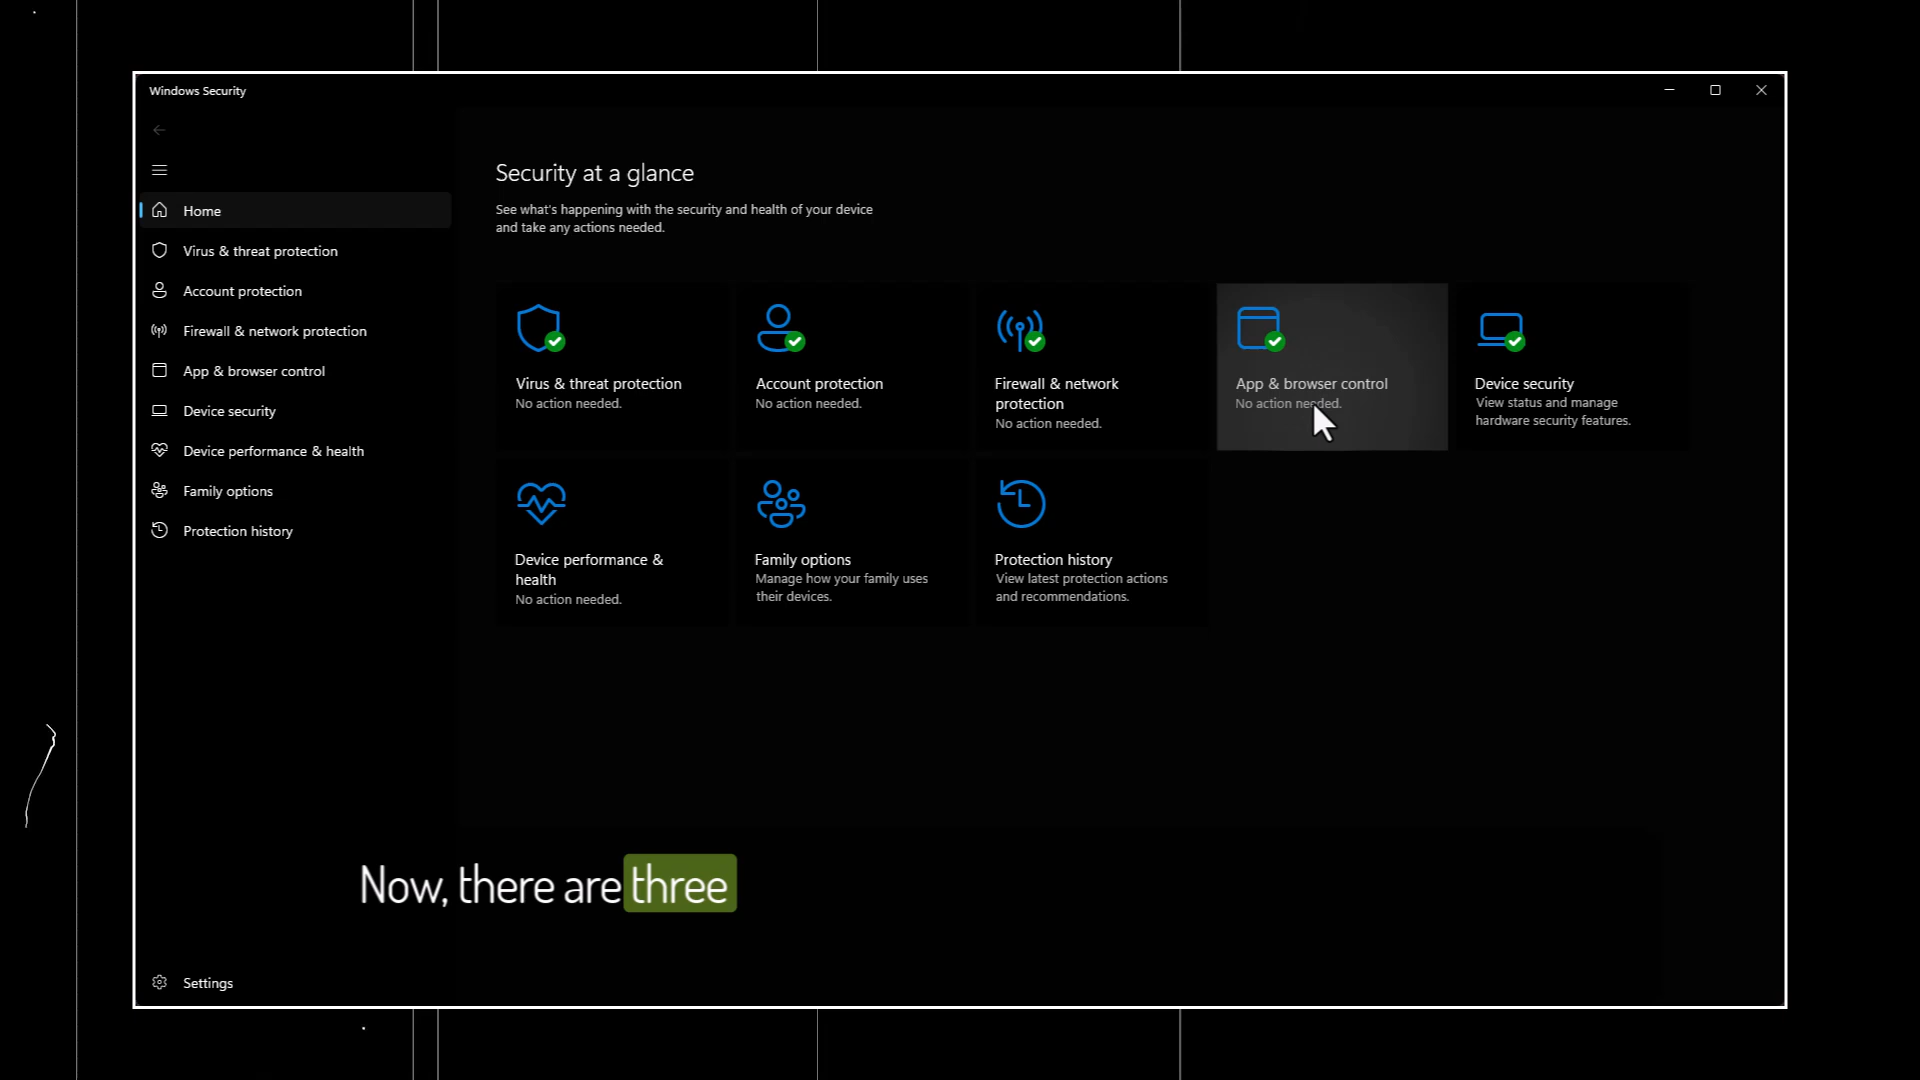 Windows Security
Home
Virus & threat protection
Account protection
Firewall & network protection
App & browser control
Device security
Device performance & health
Family options
Protection history
Settings
Security at a glance
See what's happening with the security and health of your device
and take any actions needed.
Virus & threat protection
No action needed.
Account protection
No action needed.
Firewall & network
protection
No action needed.
App & browser control
No action needed.
Device security
View status and manage
hardware security features.
Device performance &
health
No action needed.
Family options
Manage how your family uses
their devices.
Protection history
View latest protection actions
and recommendations.
Now, there are three